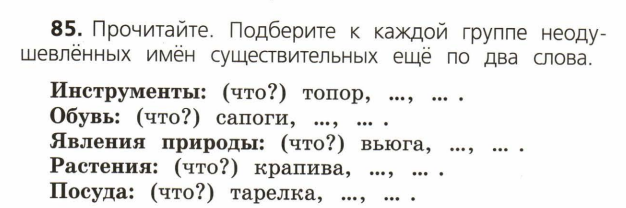 85. Прочитайте. Подберите к каждой группе неоду-
шевлённых имён существительных ещё по два слова.
Инструменты: (что?) топор, ..., ... .
Обувь: (что?) сапоги, ..., ... .
Явления природы: (что?) вьюга, ..., ... .
Растения: (что?) крапива, ..., ... .
Посуда: (что?) тарелка, ..., ... .